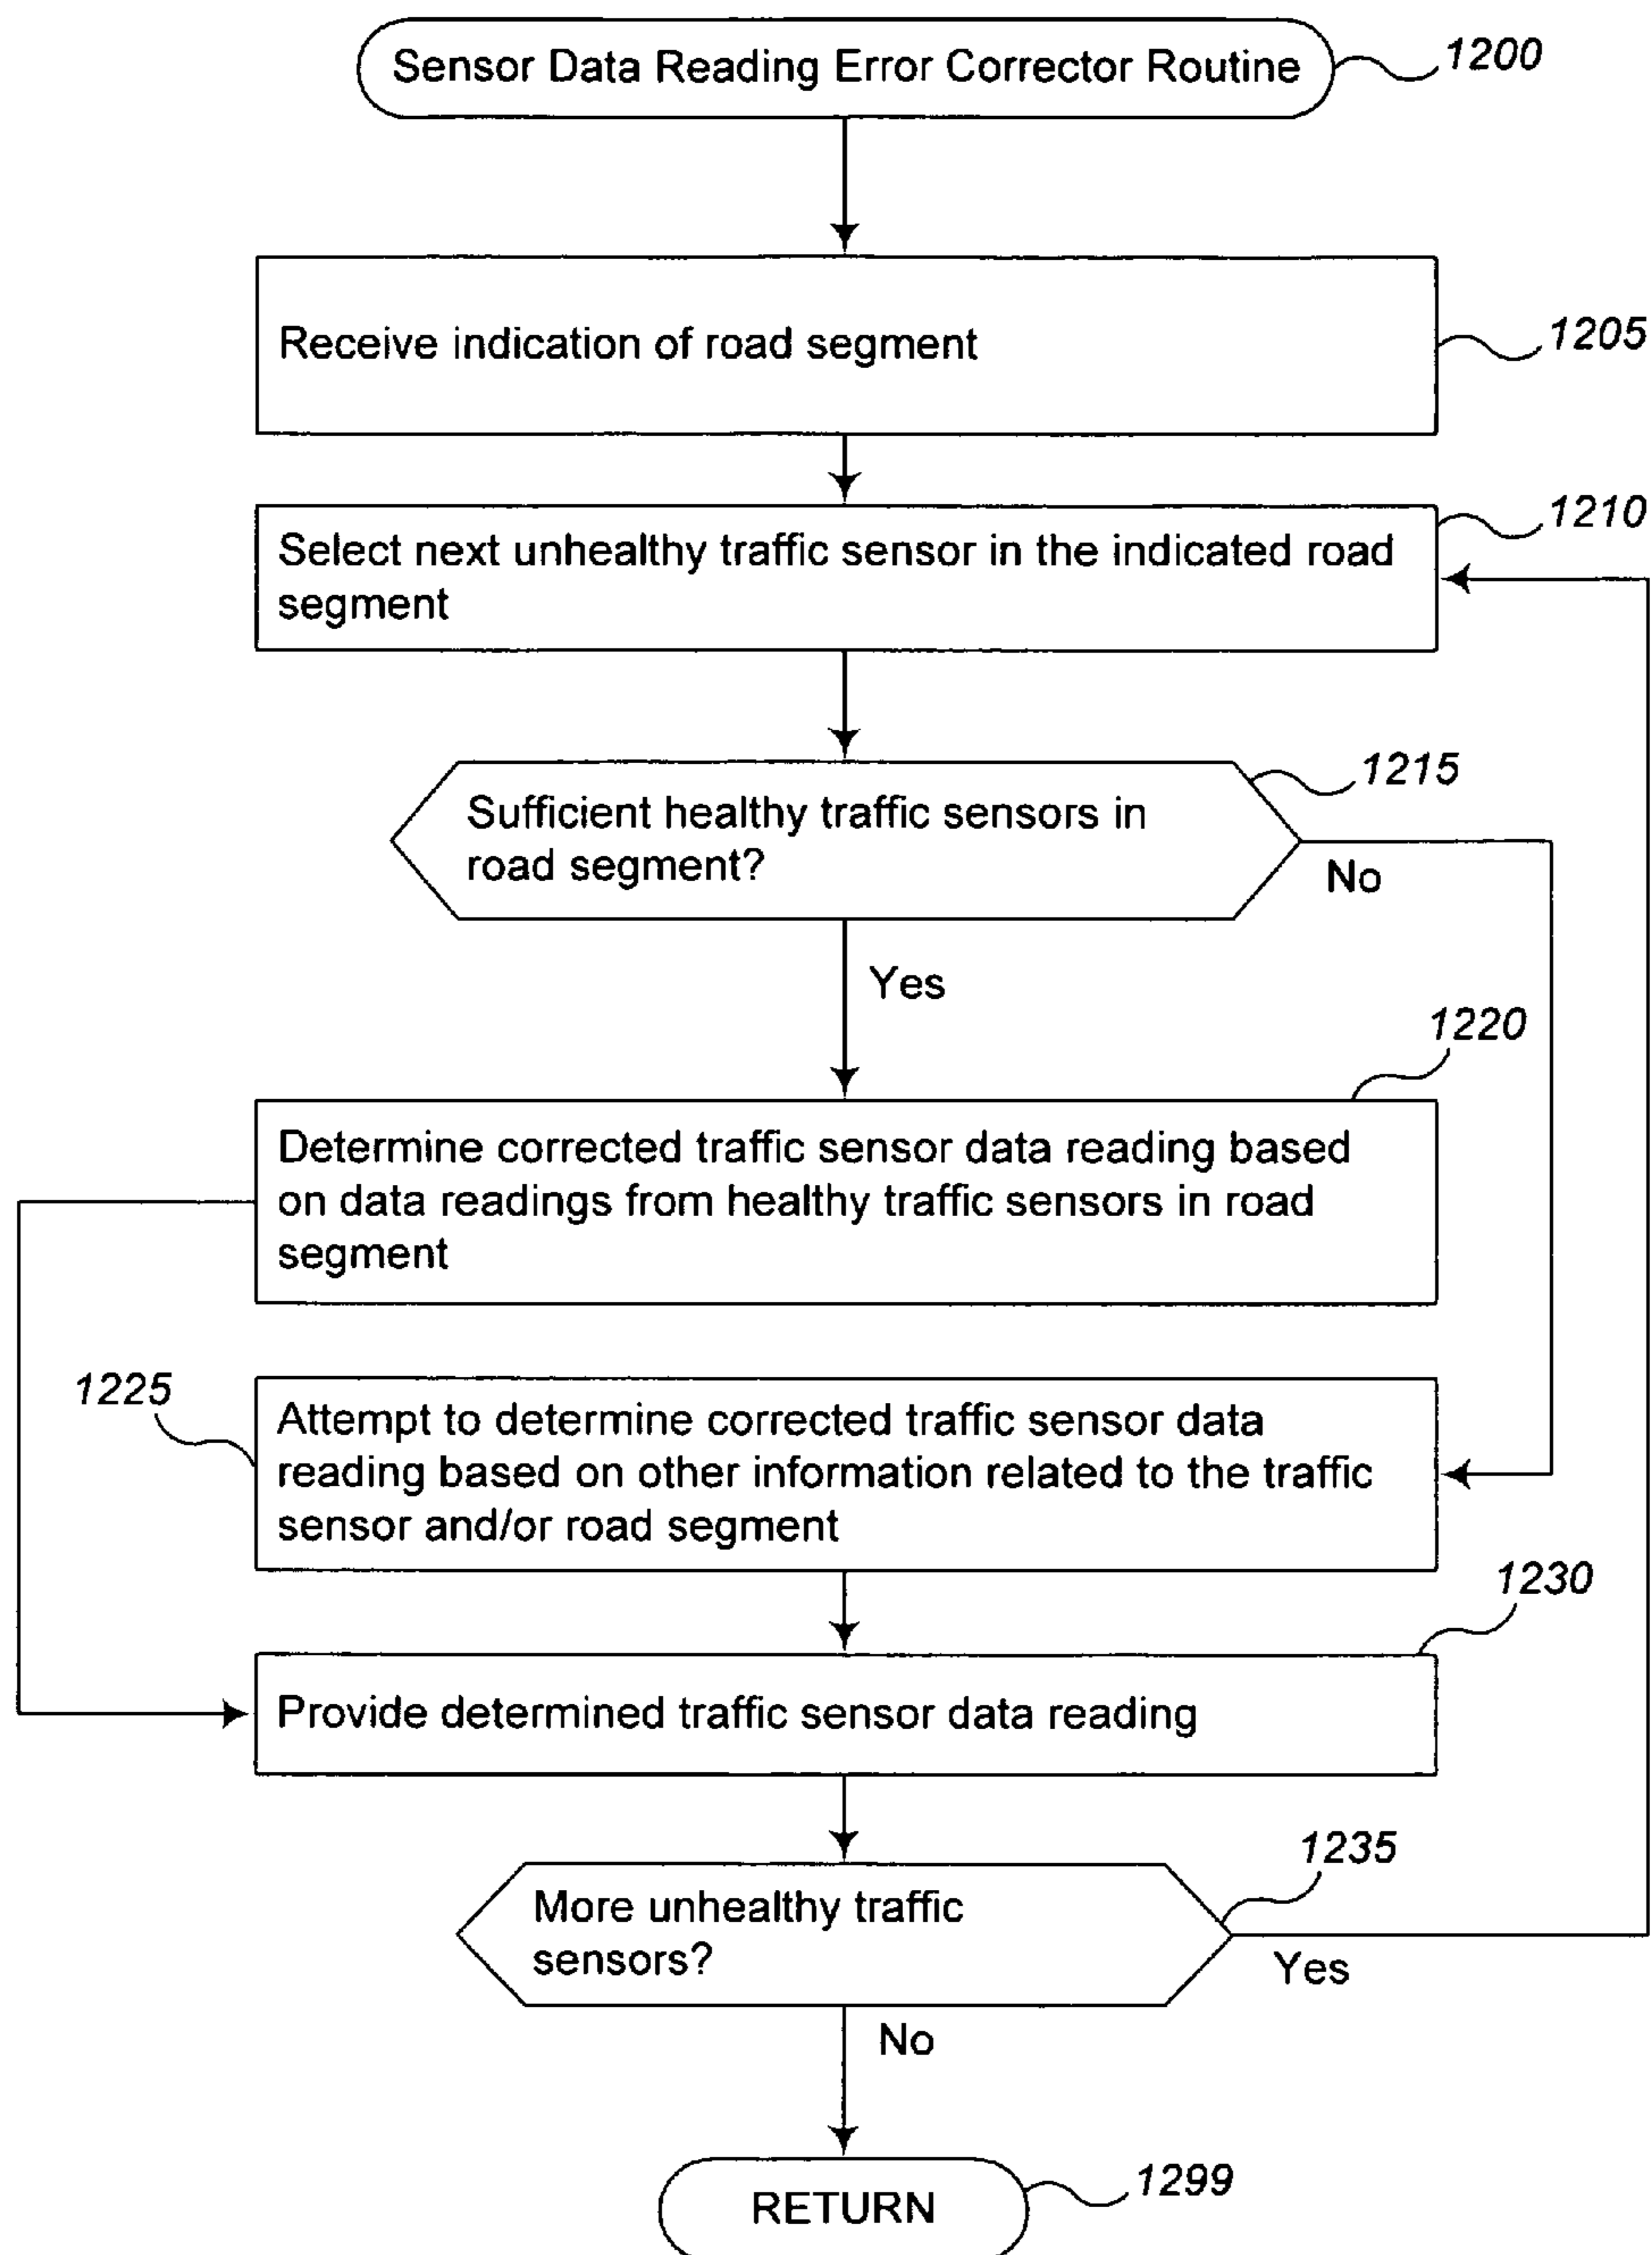 Sensor Data Reading Error Corrector Routine
1200
Receive indication of road segment
1205
1210
Select next unhealthy traffic sensor in the indicated road
segment
1215
Sufficient healthy traffic sensors in
road segment?
No
Yes
1220
Determine corrected traffic sensor data reading based
on data readings from healthy traffic sensors in road
segment
1225
Attempt to determine corrected traffic sensor data
reading based on other information related to the traffic
sensor and/or road segment
1230
Provide determined traffic sensor data reading
1235
More unhealthy traffic
sensors?
Yes
No
RETURN
1299